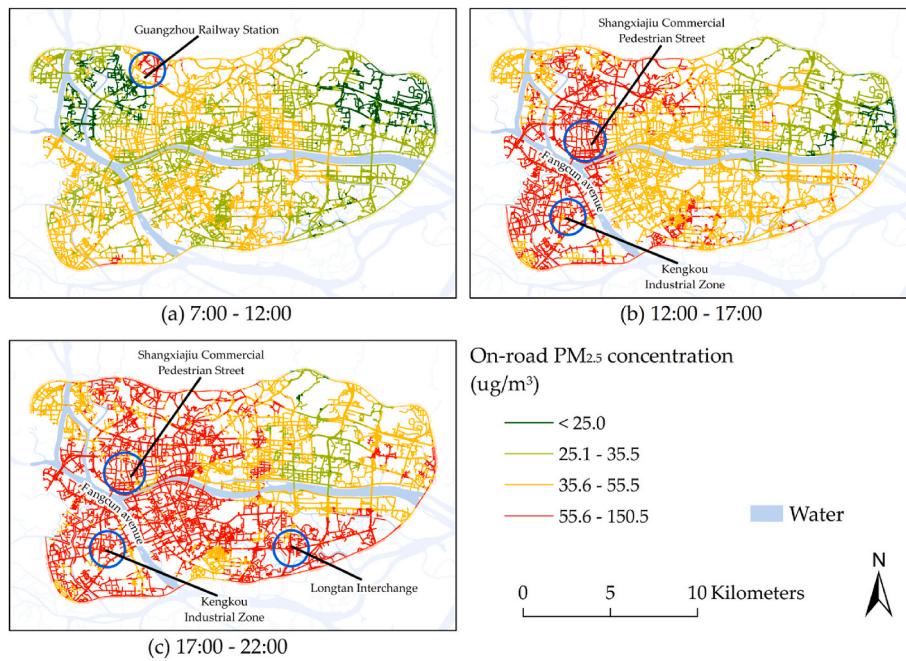 Guangzhou Railway Station
(a) 7:00 - 12:00
Shangxiajiu Commercial
Pedestrian Street
Fangcun avenue
Kengkou
Industrial Zone
(b) 12:00 - 17:00
Shangxiajiu Commercial
Pedestrian Street
Fangcun avenue
Kengkou
Industrial Zone
Longtan Interchange
(c) 17:00 - 22:00
On-road PM2.5 concentration
(ug/m³)
< 25.0
25.1 - 35.5
35.6 - 55.5
55.6 - 150.5
Water
0 5 10 Kilometers
N